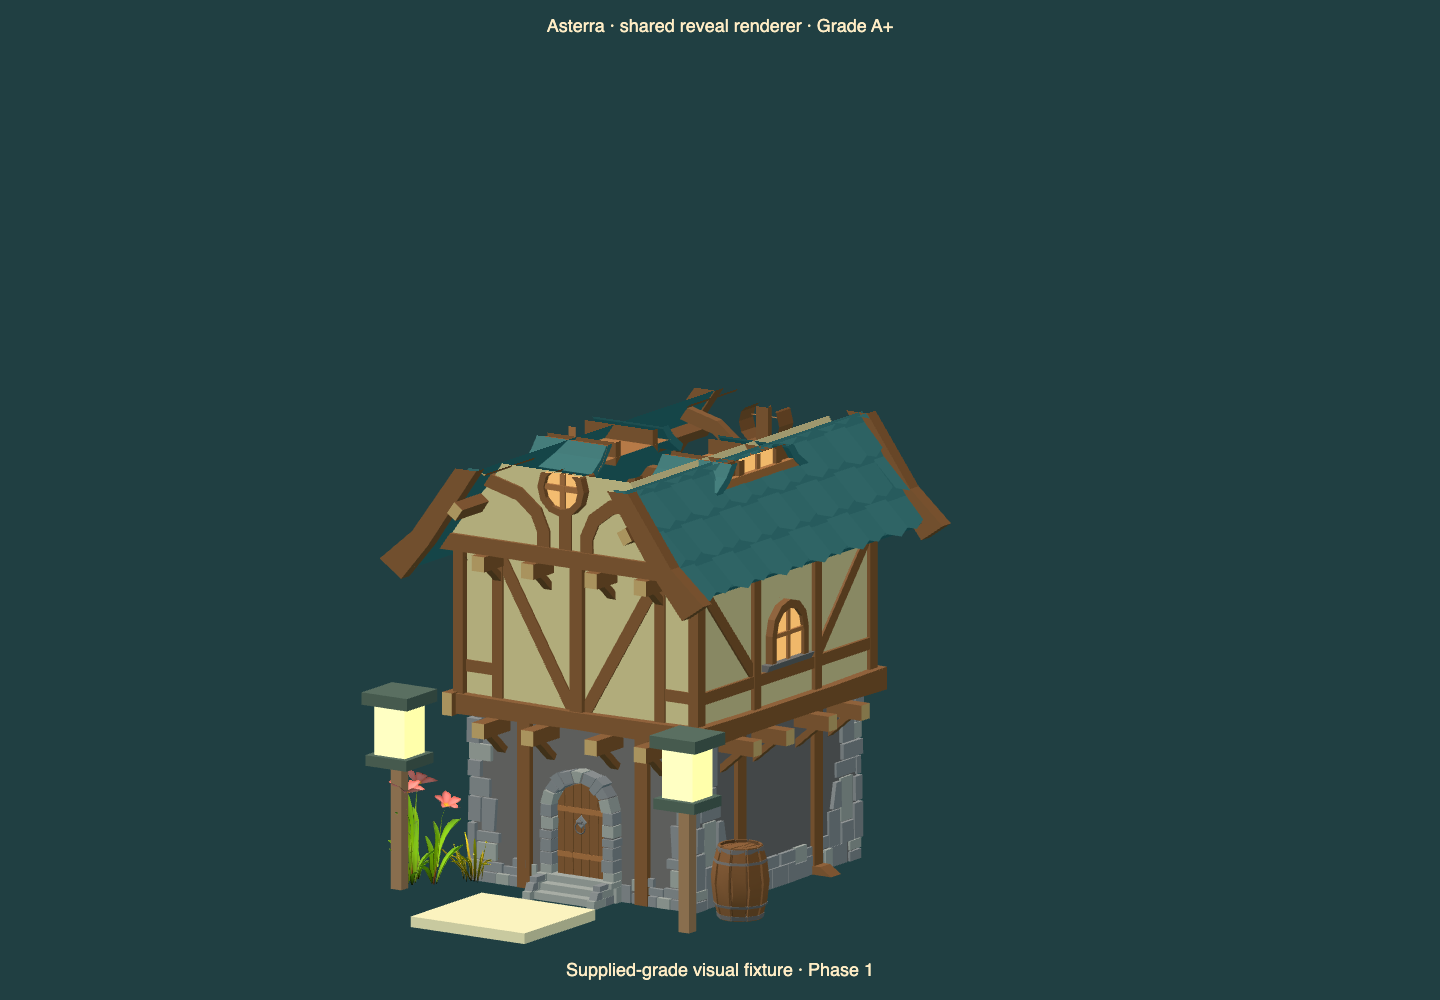 Asterra · shared reveal renderer · Grade A+
Supplied-grade visual fixture · Phase 1